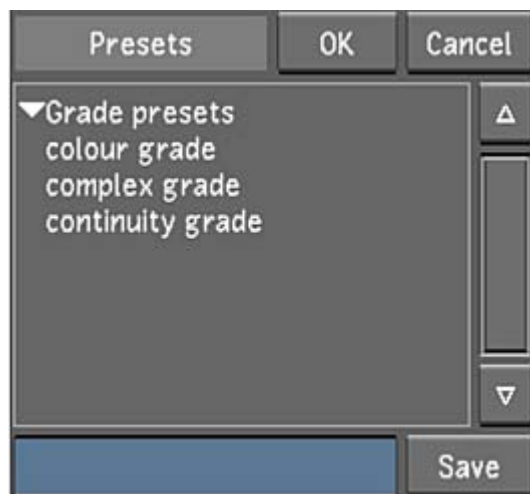 Presets OK Cancel
Grade presets
colour grade
complex grade
continuity grade
Save